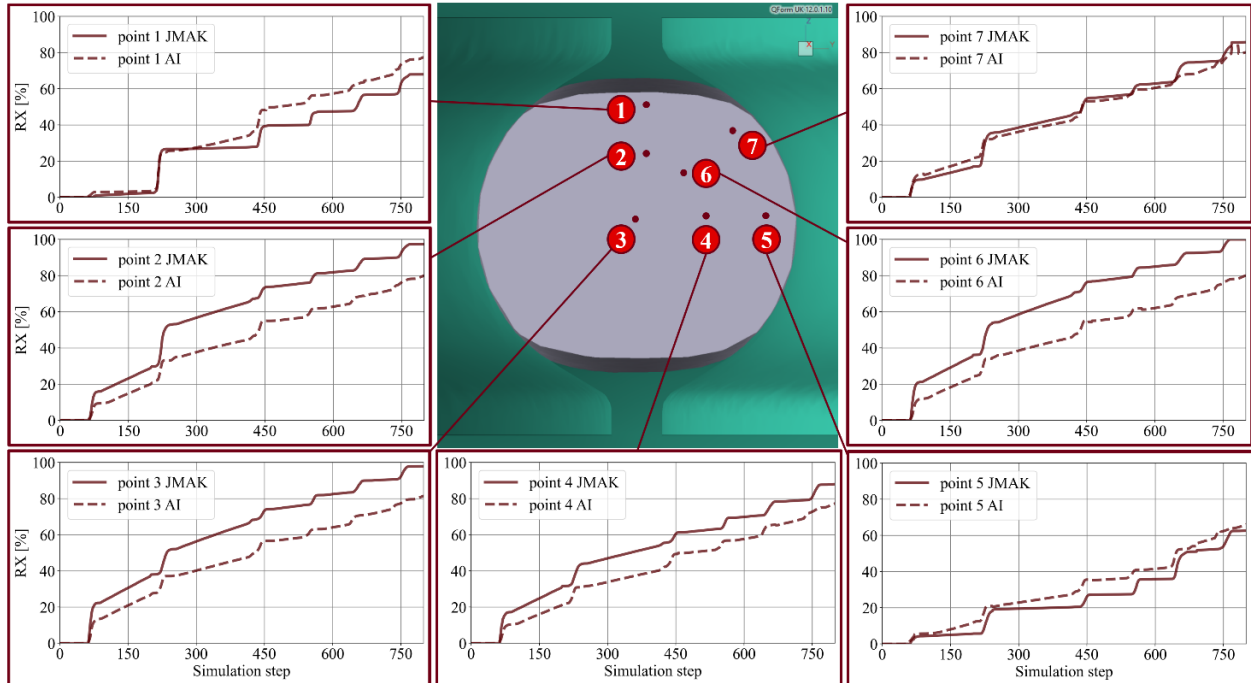 100
80
60
40
20
0
RX [%]
point 1 JMAK
point 1 AI
0 150 300 450 600 750
QForm UK 12.0.1.10
Z
X
Y
1
2
3
4
5
6
7
100
80
60
40
20
0
point 7 JMAK
point 7 AI
0 150 300 450 600 750
100
80
60
40
20
0
RX [%]
point 2 JMAK
point 2 AI
0 150 300 450 600 750
100
80
60
40
20
0
point 6 JMAK
point 6 AI
0 150 300 450 600 750
100
80
60
40
20
0
RX [%]
point 3 JMAK
point 3 AI
0 150 300 450 600 750
Simulation step
100
80
60
40
20
0
point 4 JMAK
point 4 AI
0 150 300 450 600 750
Simulation step
100
80
60
40
20
0
point 5 JMAK
point 5 AI
0 150 300 450 600 750
Simulation step